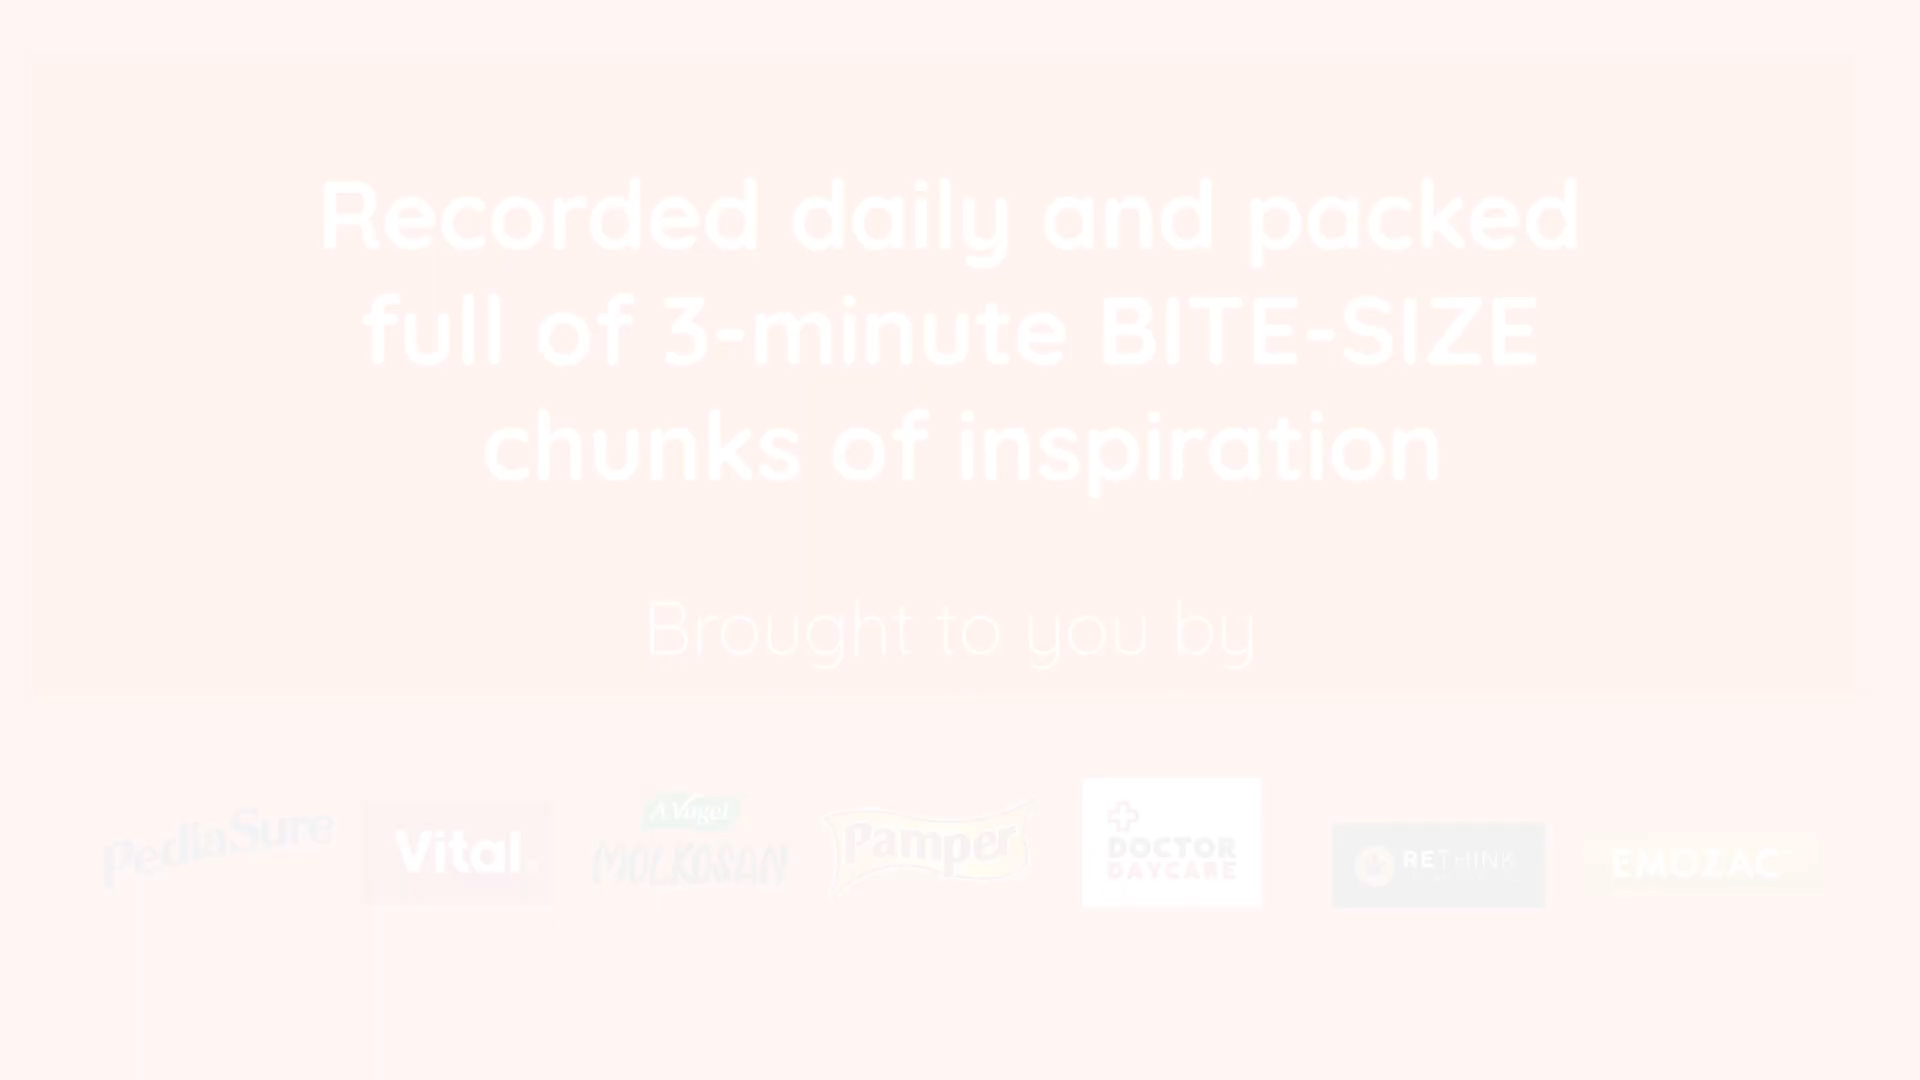 Recorded daily and packed
full of 3-minute BITE-SIZE
chunks of inspiration
Brought to you by
PediaSure
Vital
A.Vogel
MOLKOSAN
Pamper
DOCTOR
DAYCARE
RETHINK
EMOZAC